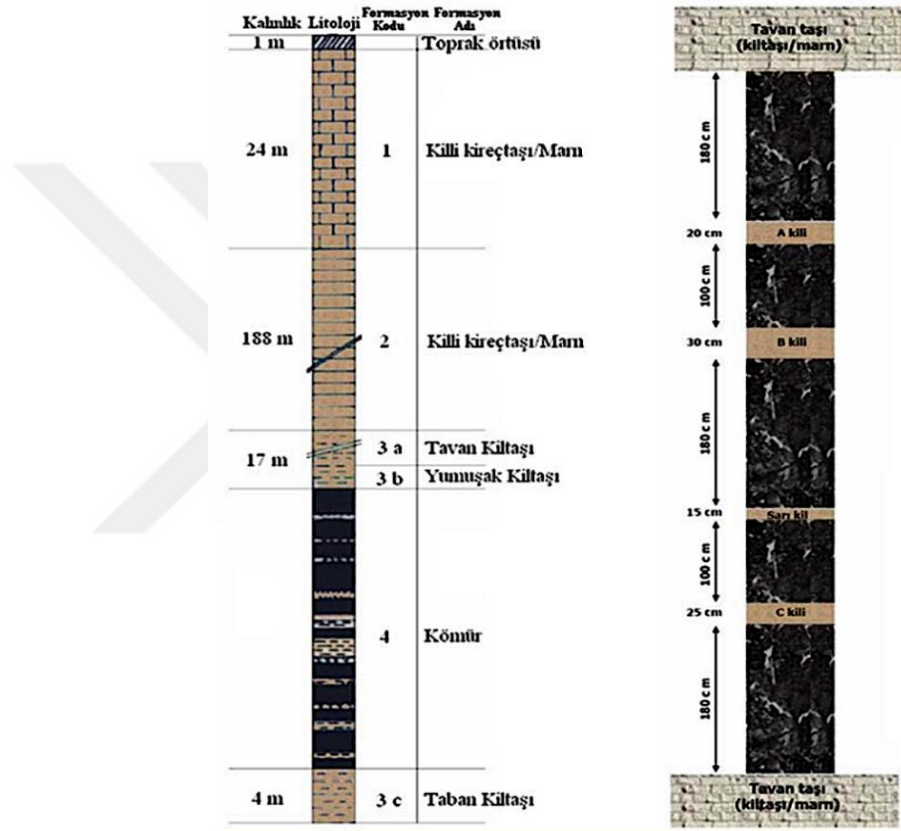 Kalınlık Litoloji Formasyon Kodu Formasyon Adı
1 m Toprak örtüsü
24 m 1 Killi kireçtaşı/Marn
188 m 2 Killi kireçtaşı/Marn
17 m
3 a Tavan Kiltaşı
3 b Yumuşak Kiltaşı
4 Kömür
4 m 3 c Taban Kiltaşı
Tavan taşı
(kiltaşı/marn)
180 cm
20 cm A kili
100 cm
30 cm B kili
180 cm
15 cm Sarı kil
100 cm
25 cm C kili
180 cm
Tavan taşı
(kiltaşı/marn)